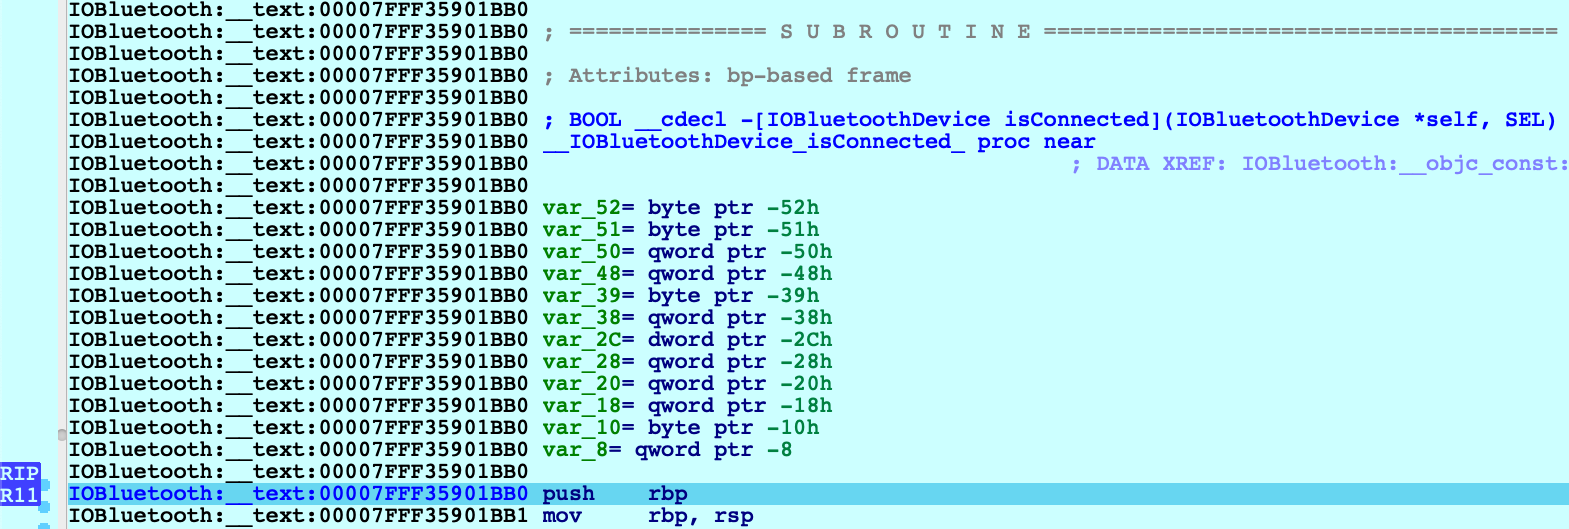 IOBluetooth:__text:00007FFF35901BB0
IOBluetooth:__text:00007FFF35901BB0 ; =============== S U B R O U T I N E =======================================
IOBluetooth:__text:00007FFF35901BB0
IOBluetooth:__text:00007FFF35901BB0 ; Attributes: bp-based frame
IOBluetooth:__text:00007FFF35901BB0
IOBluetooth:__text:00007FFF35901BB0 ; BOOL __cdecl -[IOBluetoothDevice isConnected](IOBluetoothDevice *self, SEL)
IOBluetooth:__text:00007FFF35901BB0 __IOBluetoothDevice_isConnected_ proc near
IOBluetooth:__text:00007FFF35901BB0 ; DATA XREF: IOBluetooth:__objc_const:
IOBluetooth:__text:00007FFF35901BB0
IOBluetooth:__text:00007FFF35901BB0 var_52= byte ptr -52h
IOBluetooth:__text:00007FFF35901BB0 var_51= byte ptr -51h
IOBluetooth:__text:00007FFF35901BB0 var_50= qword ptr -50h
IOBluetooth:__text:00007FFF35901BB0 var_48= qword ptr -48h
IOBluetooth:__text:00007FFF35901BB0 var_39= byte ptr -39h
IOBluetooth:__text:00007FFF35901BB0 var_38= qword ptr -38h
IOBluetooth:__text:00007FFF35901BB0 var_2C= dword ptr -2Ch
IOBluetooth:__text:00007FFF35901BB0 var_28= qword ptr -28h
IOBluetooth:__text:00007FFF35901BB0 var_20= qword ptr -20h
IOBluetooth:__text:00007FFF35901BB0 var_18= qword ptr -18h
IOBluetooth:__text:00007FFF35901BB0 var_10= byte ptr -10h
IOBluetooth:__text:00007FFF35901BB0 var_8= qword ptr -8
RIP IOBluetooth:__text:00007FFF35901BB0
R11 IOBluetooth:__text:00007FFF35901BB0 push rbp
IOBluetooth:__text:00007FFF35901BB1 mov rbp, rsp